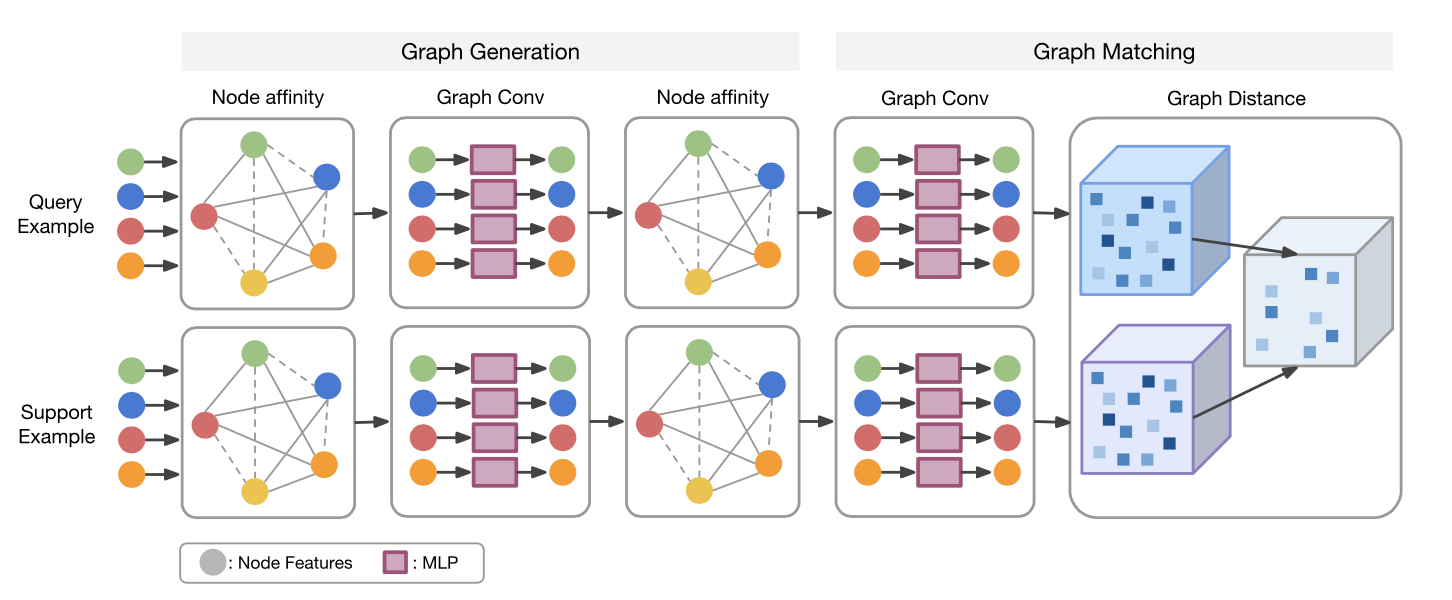 Graph Generation
Graph Matching
Node affinity
Graph Conv
Node affinity
Graph Conv
Graph Distance
Query
Example
Support
Example
: Node Features
: MLP